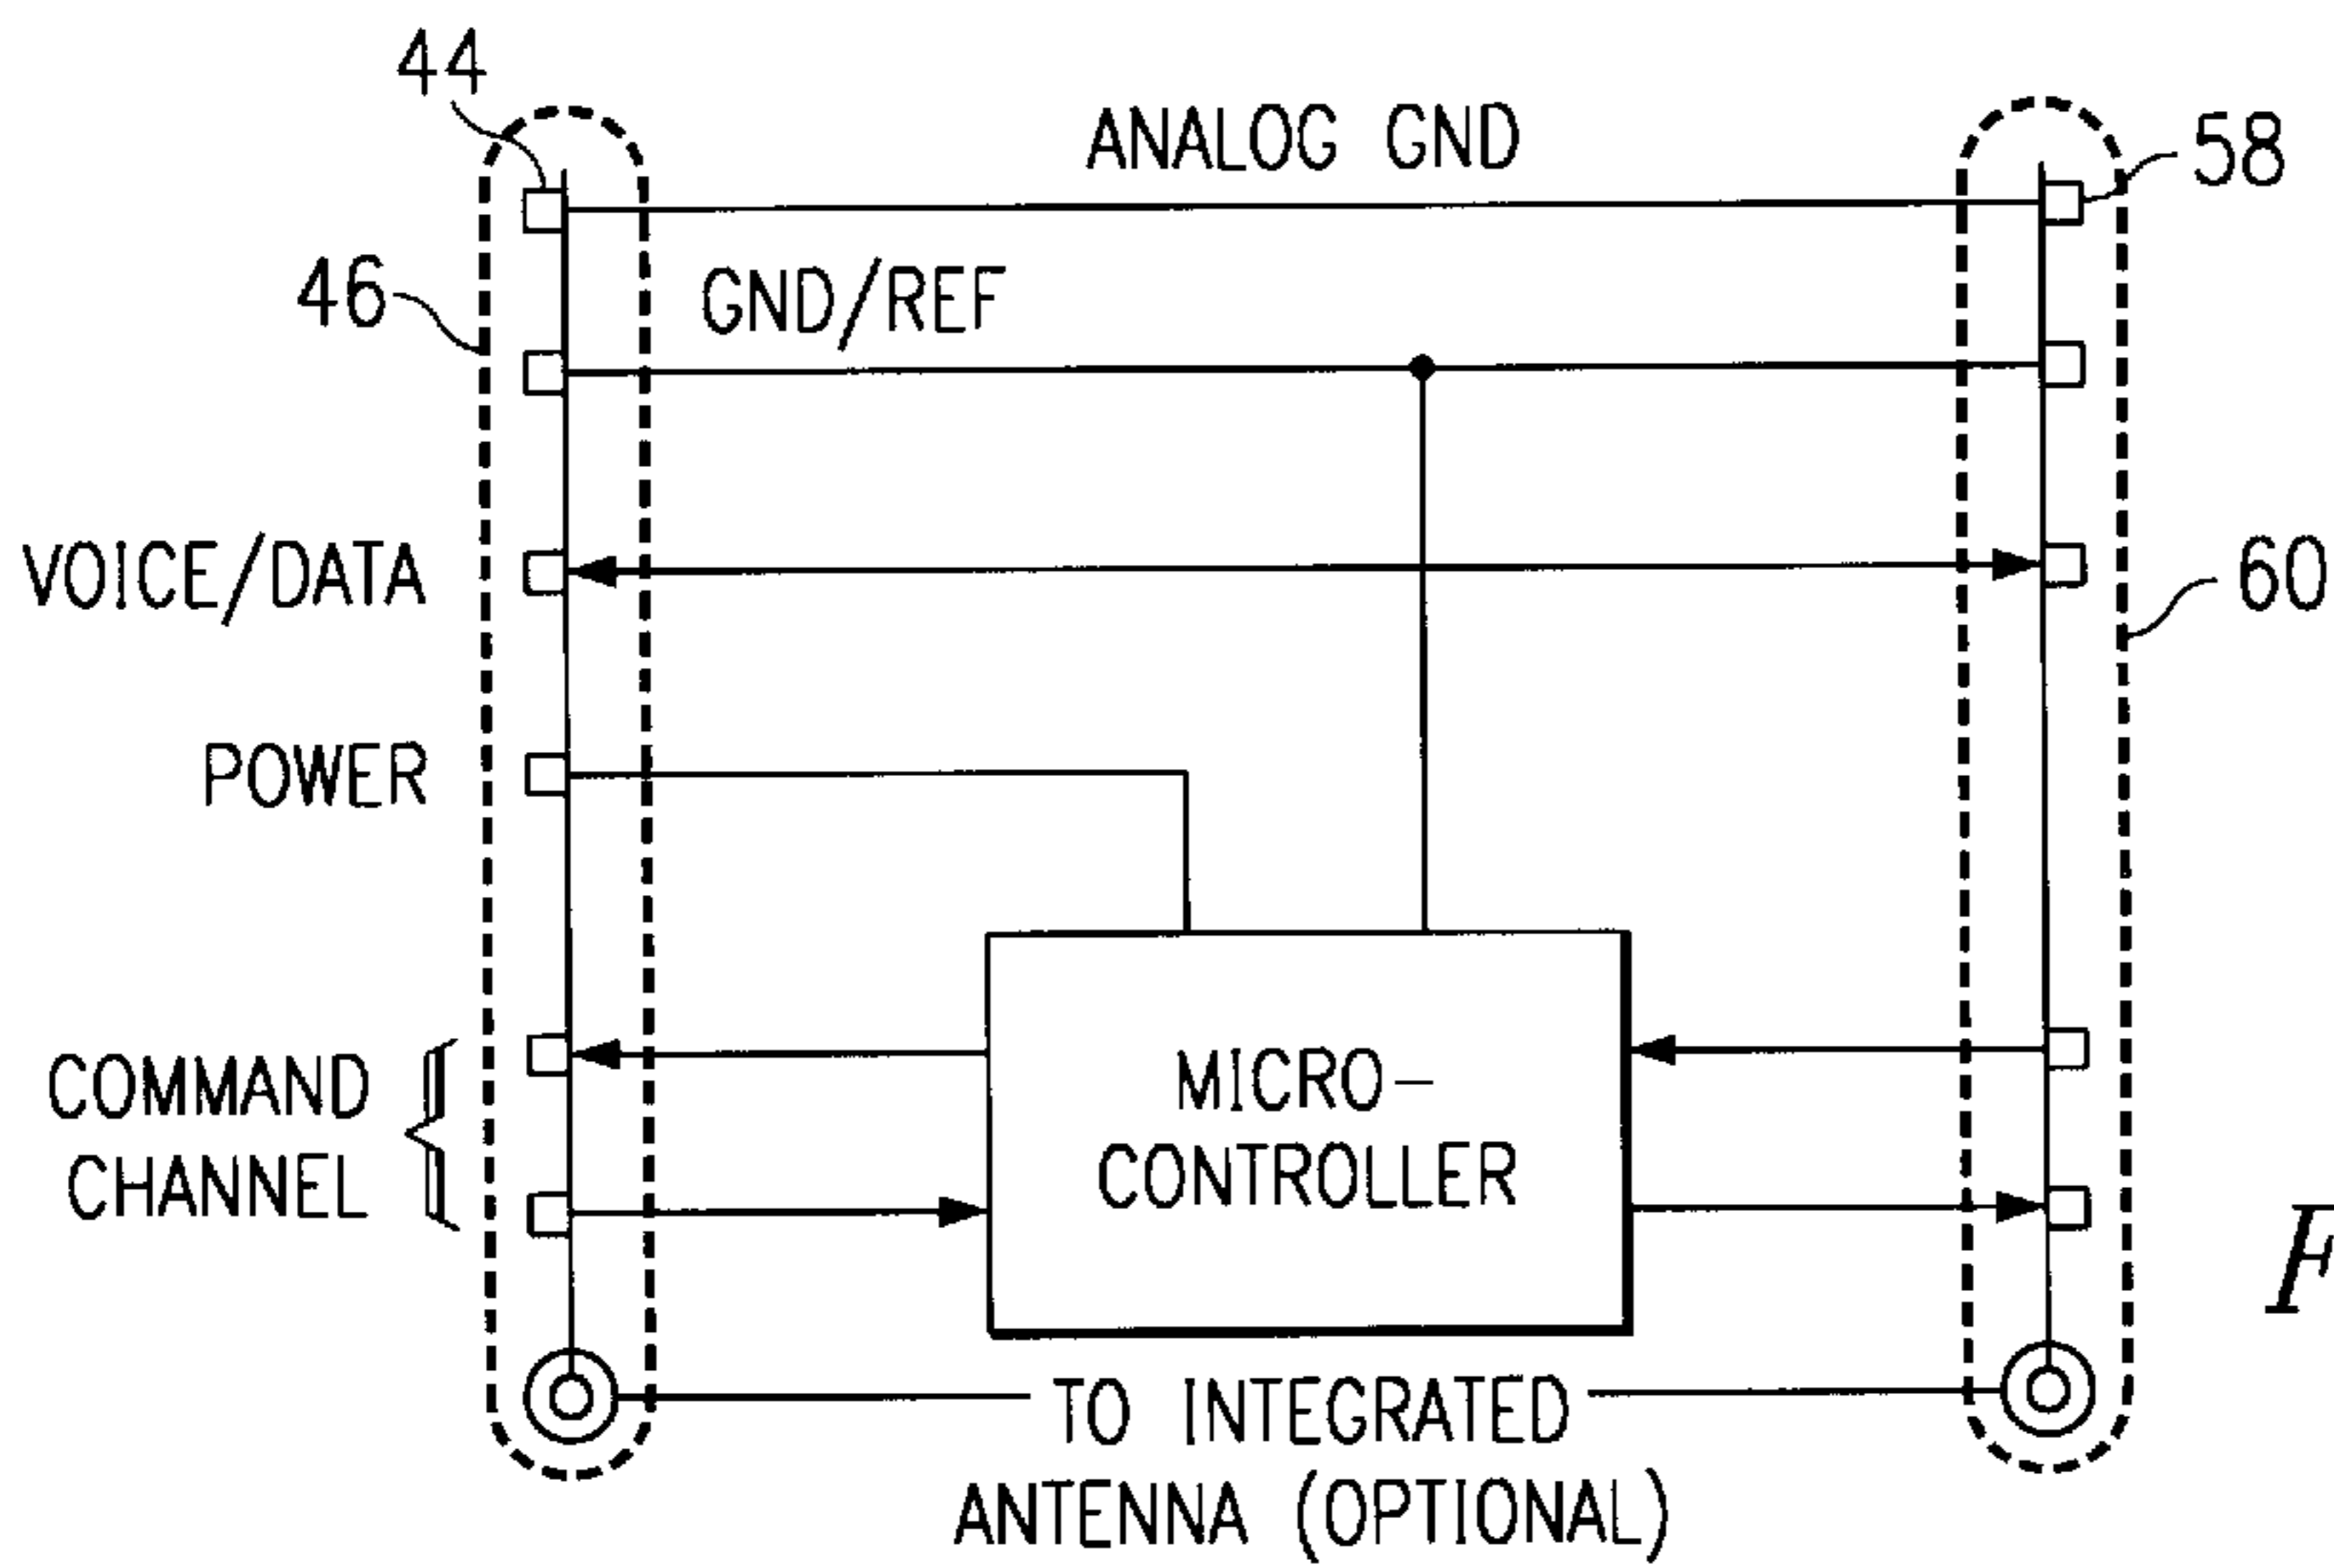 44
ANALOG GND
58
46
GND/REF
VOICE/DATA
60
POWER
COMMAND
CHANNEL
MICRO-
CONTROLLER
TO INTEGRATED
ANTENNA (OPTIONAL)